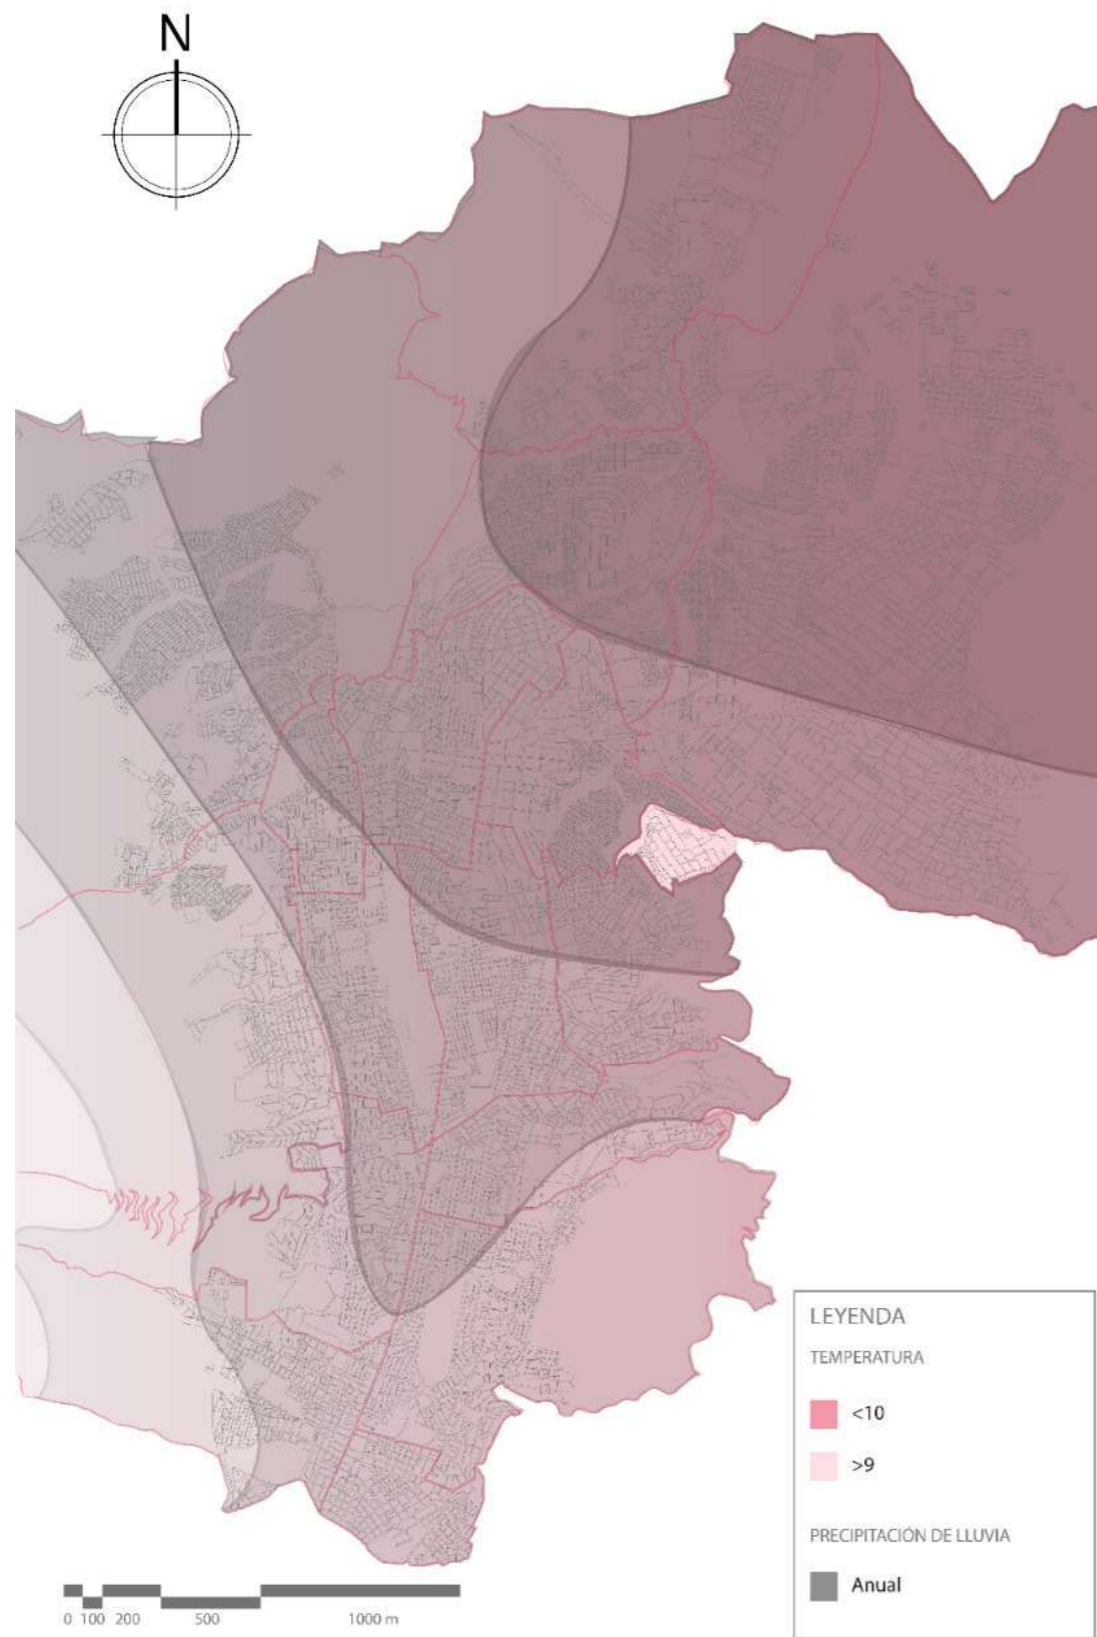 N
LEYENDA
TEMPERATURA
<10
>9
PRECIPITACIÓN DE LLUVIA
Anual
0 100 200 500 1000 m